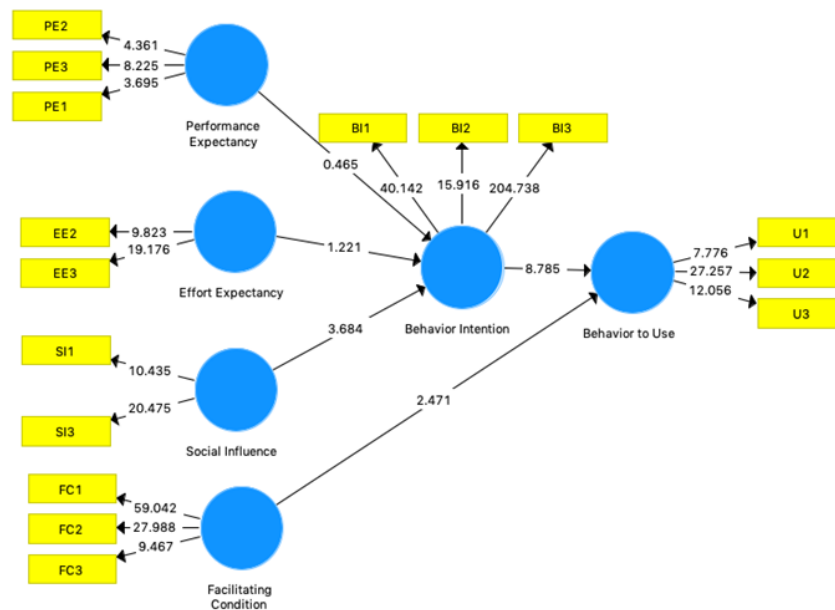 PE2
4.361
PE3
8.225
3.695
PE1
Performance
Expectancy
BI1
BI2
BI3
0.465
40.142
15.916
204.738
EE2
9.823
19.176
EE3
Effort Expectancy
1.221
Behavior Intention
8.785
Behavior to Use
U1
7.776
U2
27.257
12.056
U3
SI1
10.435
20.475
SI3
Social Influence
3.684
2.471
FC1
59.042
FC2
27.988
9.467
FC3
Facilitating
Condition